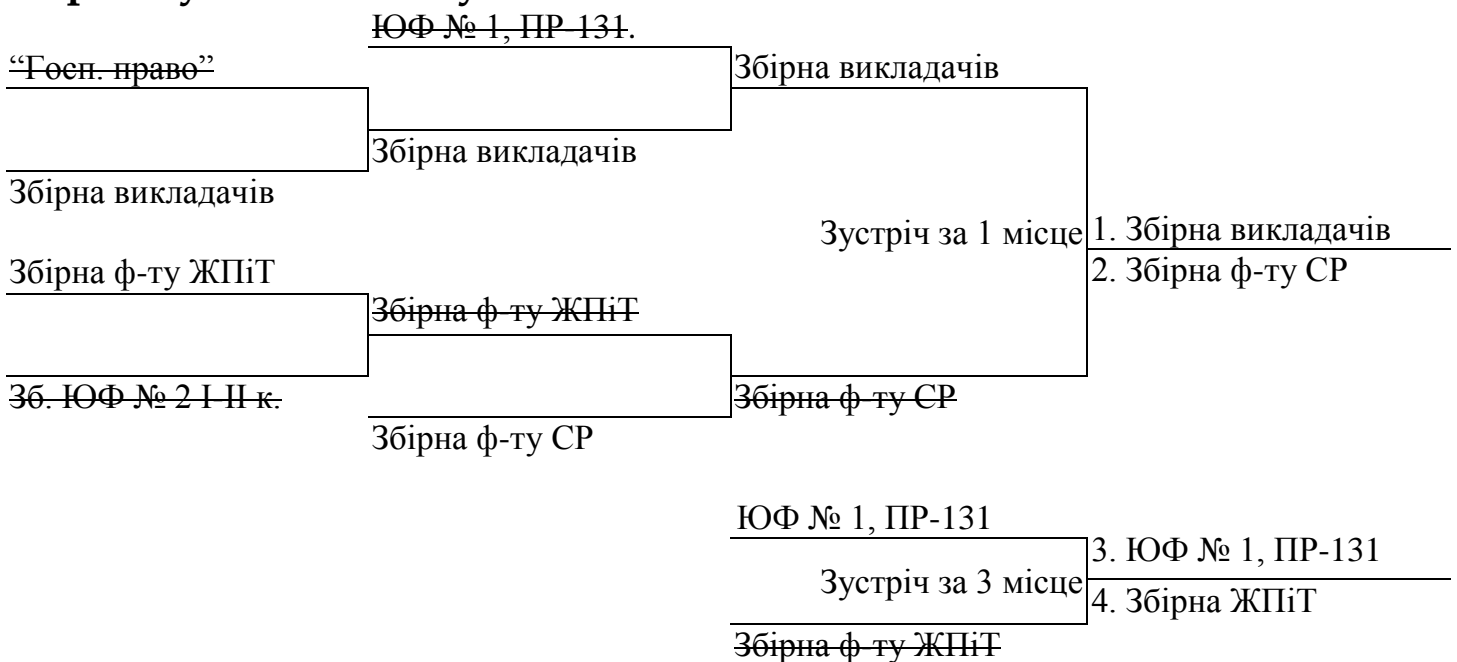 ЮФ № 1, ПР-131.
“Госп. право”
Збірна викладачів
Збірна викладачів
Збірна викладачів
Зустріч за 1 місце
1. Збірна викладачів
2. Збірна ф-ту СР
Збірна ф-ту ЖПіТ
Збірна ф-ту ЖПіТ
Зб. ЮФ № 2 І-ІІ к.
Збірна ф-ту СР
Збірна ф-ту СР
ЮФ № 1, ПР-131
Зустріч за 3 місце
3. ЮФ № 1, ПР-131
4. Збірна ЖПіТ
Збірна ф-ту ЖПіТ